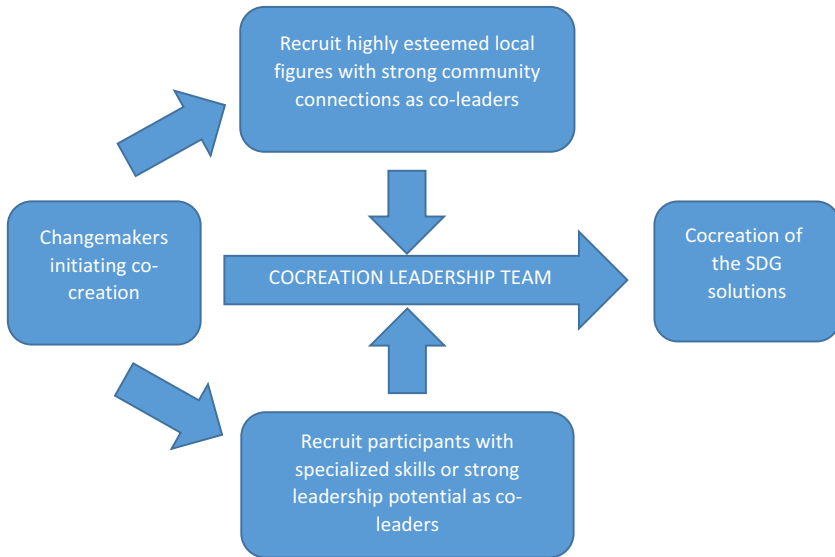 Recruit highly esteemed local
figures with strong community
connections as co-leaders
Changemakers
initiating co-
creation
COCREATION LEADERSHIP TEAM
Cocreation of
the SDG
solutions
Recruit participants with
specialized skills or strong
leadership potential as co-
leaders